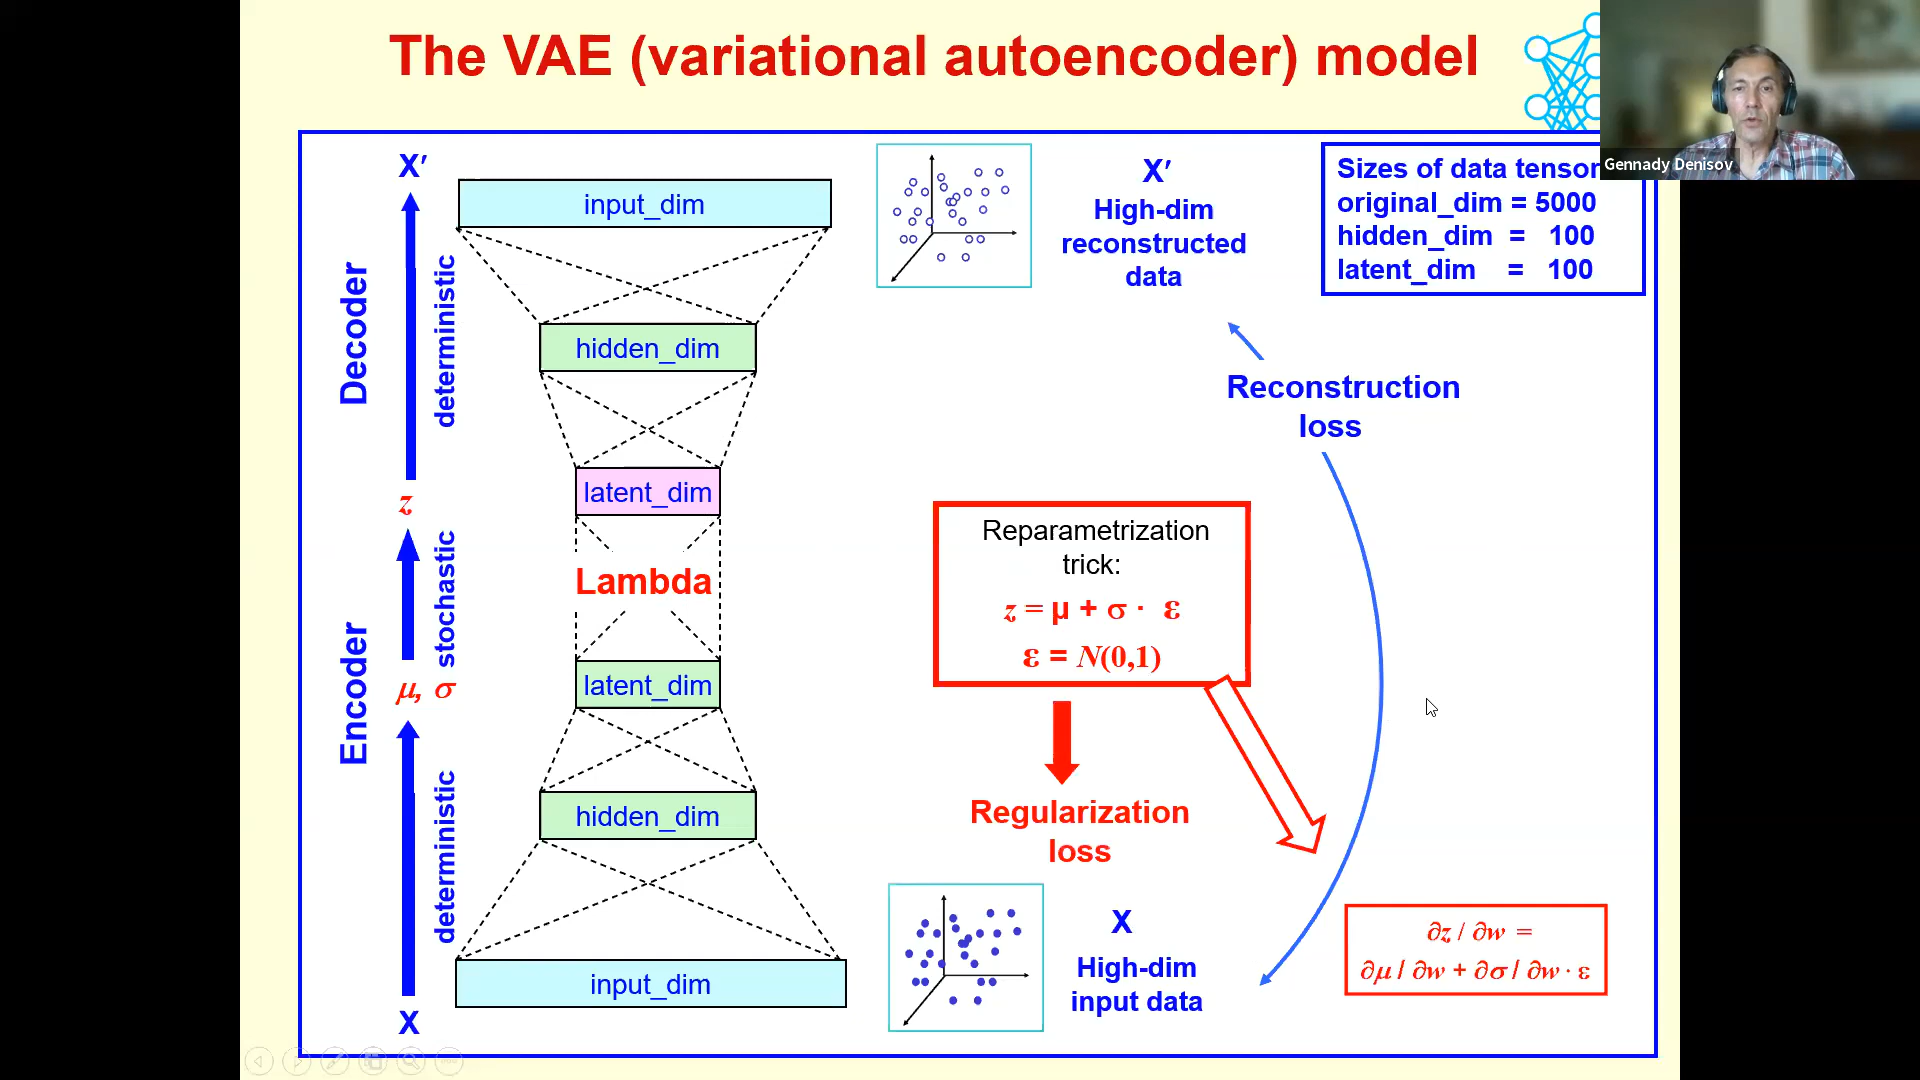 The VAE (variational autoencoder) model
Gennady Denisov
X′
input_dim
Decoder
deterministic
hidden_dim
latent_dim
z
Lambda
stochastic
Encoder
μ, σ
latent_dim
hidden_dim
deterministic
input_dim
X
X′
High-dim
reconstructed
data
Sizes of data tensor
original_dim = 5000
hidden_dim = 100
latent_dim = 100
Reconstruction
loss
Reparametrization
trick:
z = μ + σ · ε
ε = N(0,1)
Regularization
loss
X
High-dim
input data
∂z / ∂w =
∂μ / ∂w + ∂σ / ∂w · ε